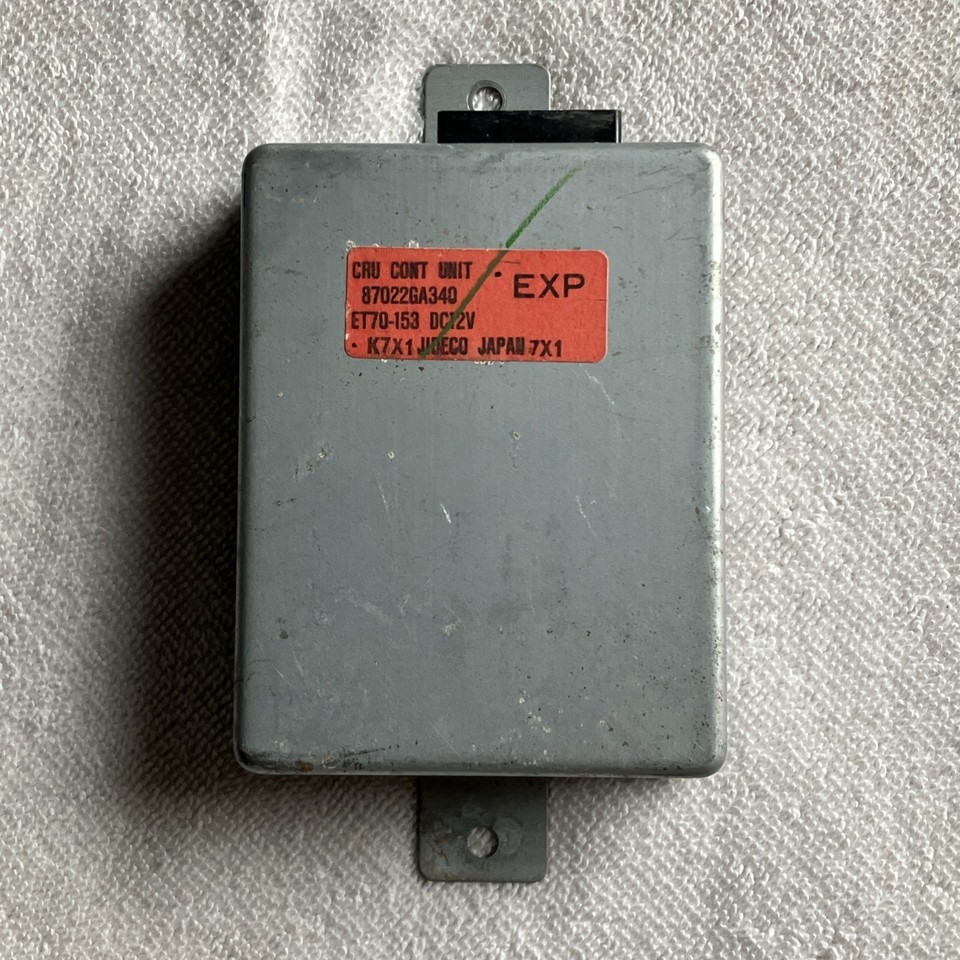 CRU CONT UNIT
EXP
87022GA340
ET70-153 DC12V
K7X1 JIDECO JAPAN 7X1